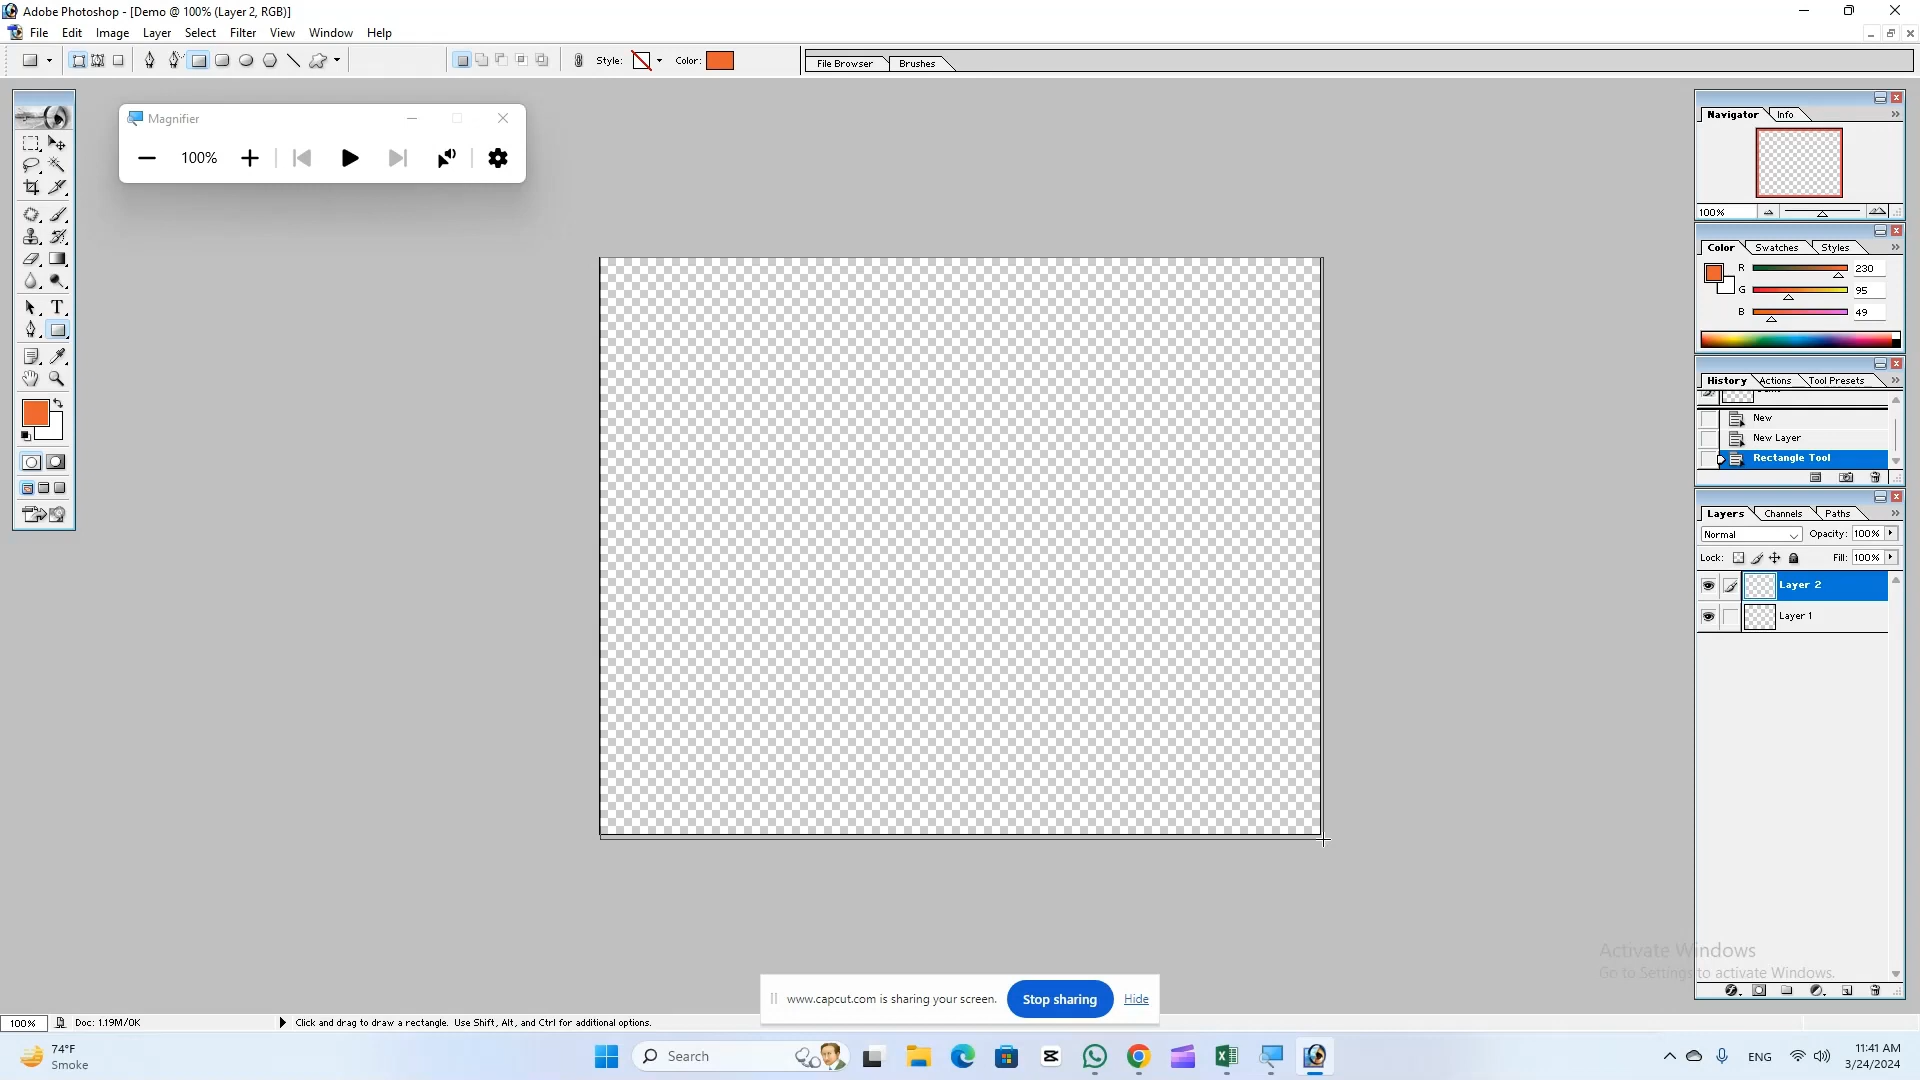 Adobe Photoshop - [Demo @ 100% (Layer 2, RGB)]
File Edit Image Layer Select Filter View Window Help
Style: Color: File Browser Brushes
Magnifier
100%
Navigator Info
100%
Color Swatches Styles
R 230
G 95
B 49
History Actions Tool Presets
New
New Layer
Rectangle Tool
Layers Channels Paths
Normal Opacity: 100%
Lock: Fill: 100%
Layer 2
Layer 1
Activate Windows
Go to Settings to activate Windows.
www.capcut.com is sharing your screen. Stop sharing Hide
100% Doc: 1.19M/0K Click and drag to draw a rectangle. Use Shift, Alt, and Ctrl for additional options.
74°F
Smoke
Search
ENG
11:41 AM
3/24/2024